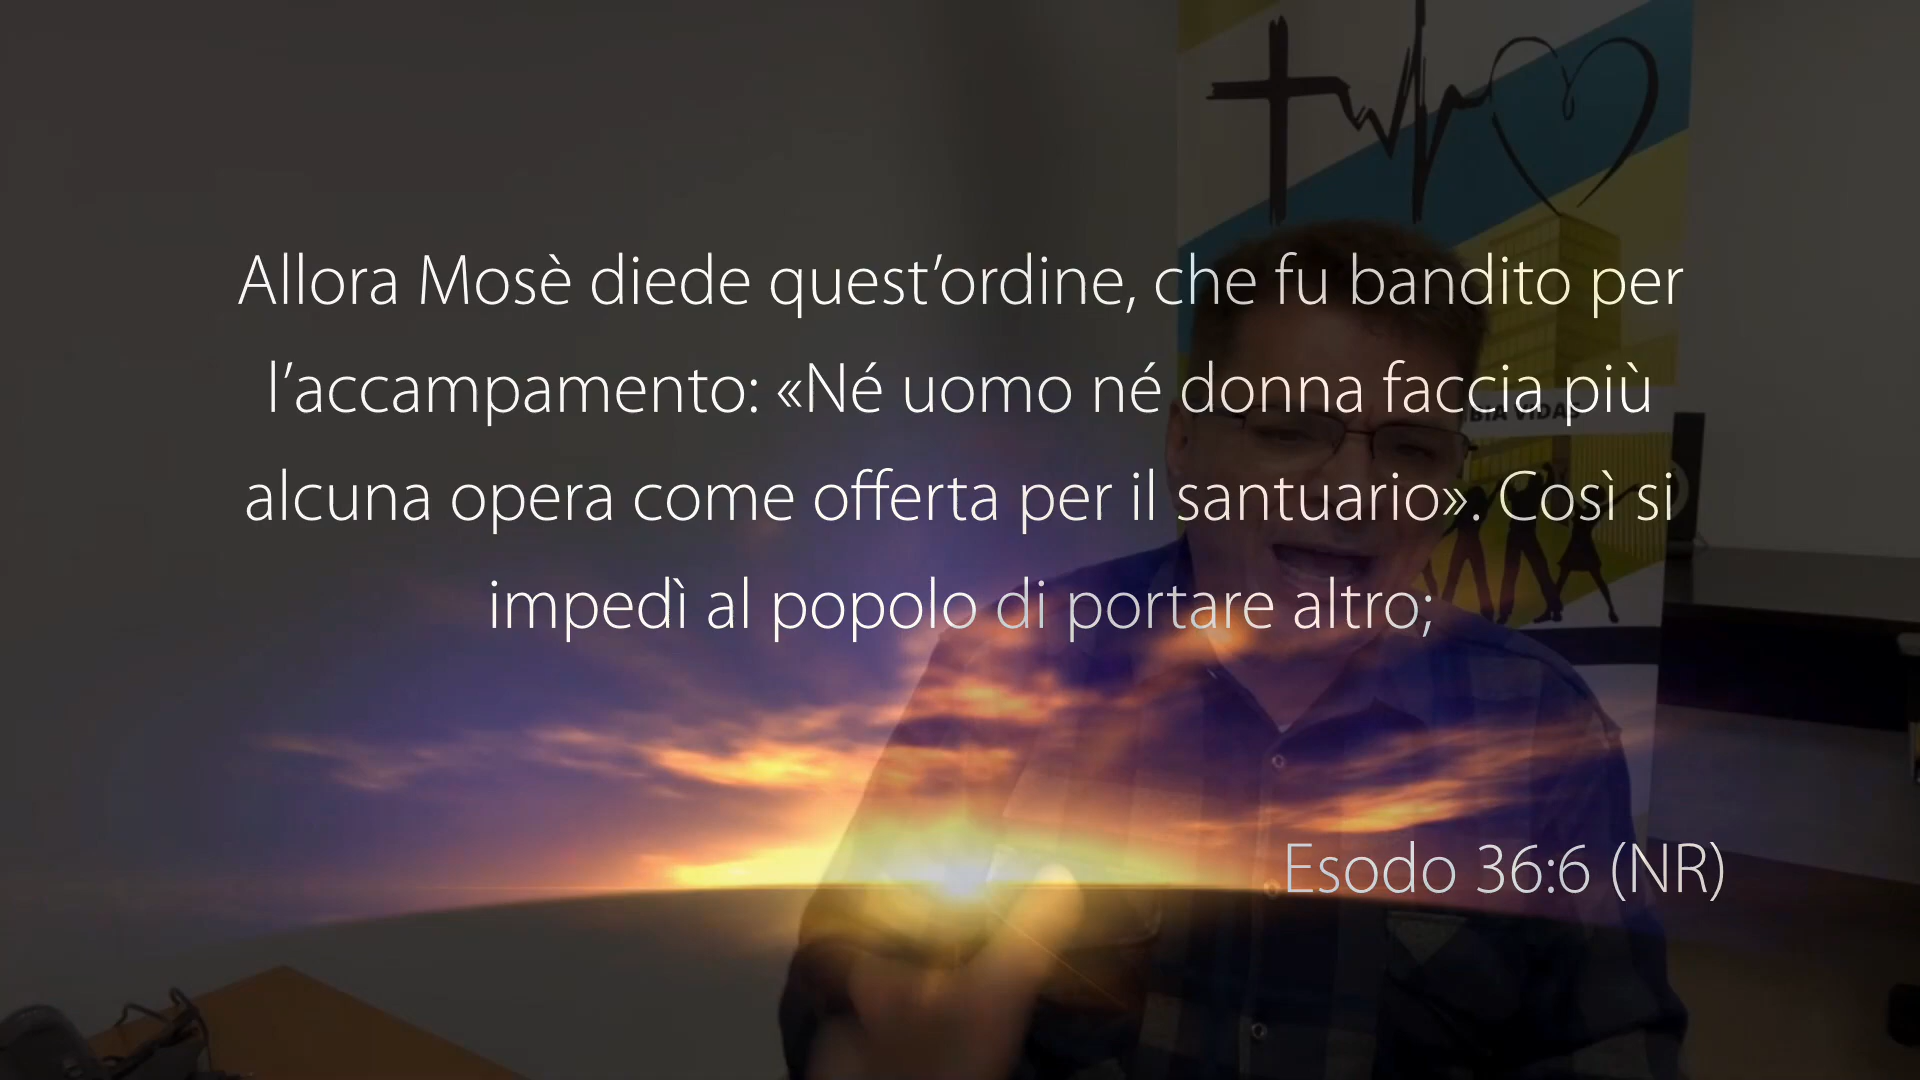 Allora Mosè diede quest’ordine, che fu bandito per
l’accampamento: «Né uomo né donna faccia più
alcuna opera come offerta per il santuario». Così si
impedì al popolo di portare altro;
Esodo 36:6 (NR)
VIDAS